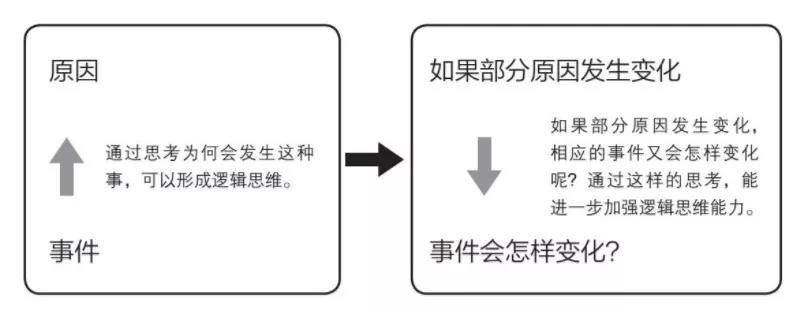 原因
通过思考为何会发生这种
事，可以形成逻辑思维。
事件
如果部分原因发生变化
如果部分原因发生变化，
相应的事件又会怎样变化
呢？通过这样的思考，能
进一步加强逻辑思维能力。
事件会怎样变化？